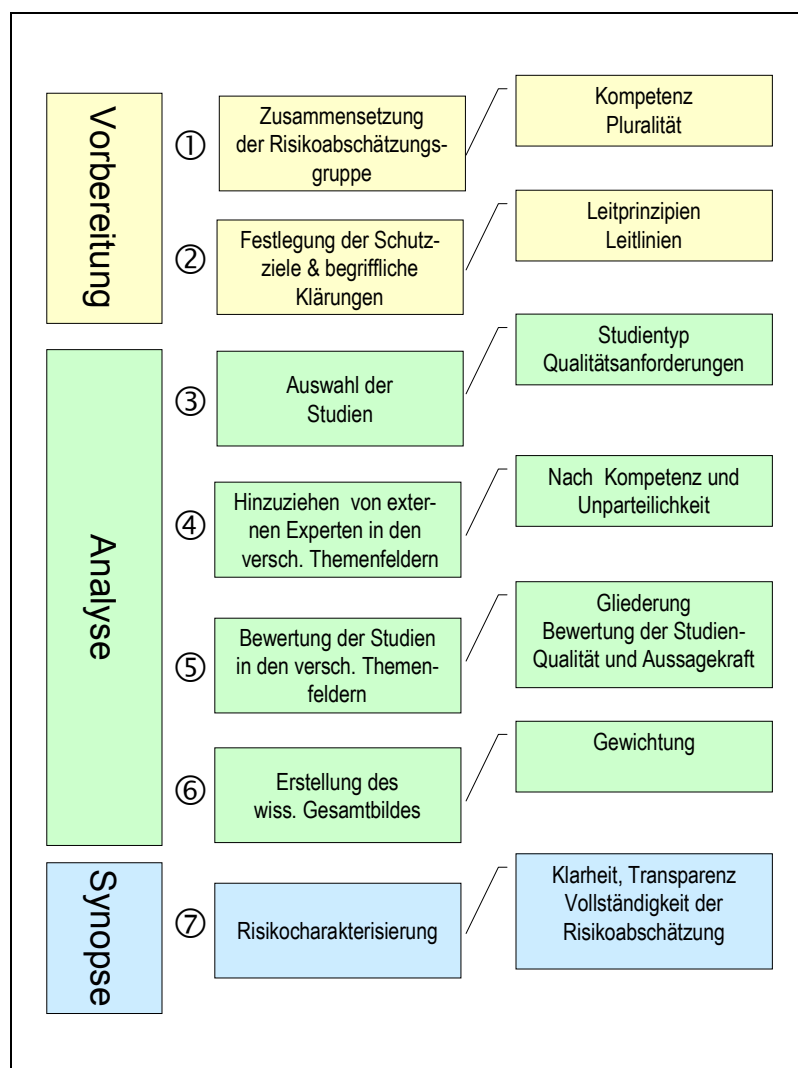 Vorbereitung
①
Zusammensetzung
der Risikoabschätzungs-
gruppe
Kompetenz
Pluralität
②
Festlegung der Schutz-
ziele & begriffliche
Klärungen
Leitprinzipien
Leitlinien
Analyse
③
Auswahl der
Studien
Studientyp
Qualitätsanforderungen
④
Hinzuziehen von exter-
nen Experten in den
versch. Themenfeldern
Nach Kompetenz und
Unparteilichkeit
⑤
Bewertung der Studien
in den versch. Themen-
feldern
Gliederung
Bewertung der Studien-
Qualität und Aussagekraft
⑥
Erstellung des
wiss. Gesamtbildes
Gewichtung
Synopse
⑦
Risikocharakterisierung
Klarheit, Transparenz
Vollständigkeit der
Risikoabschätzung